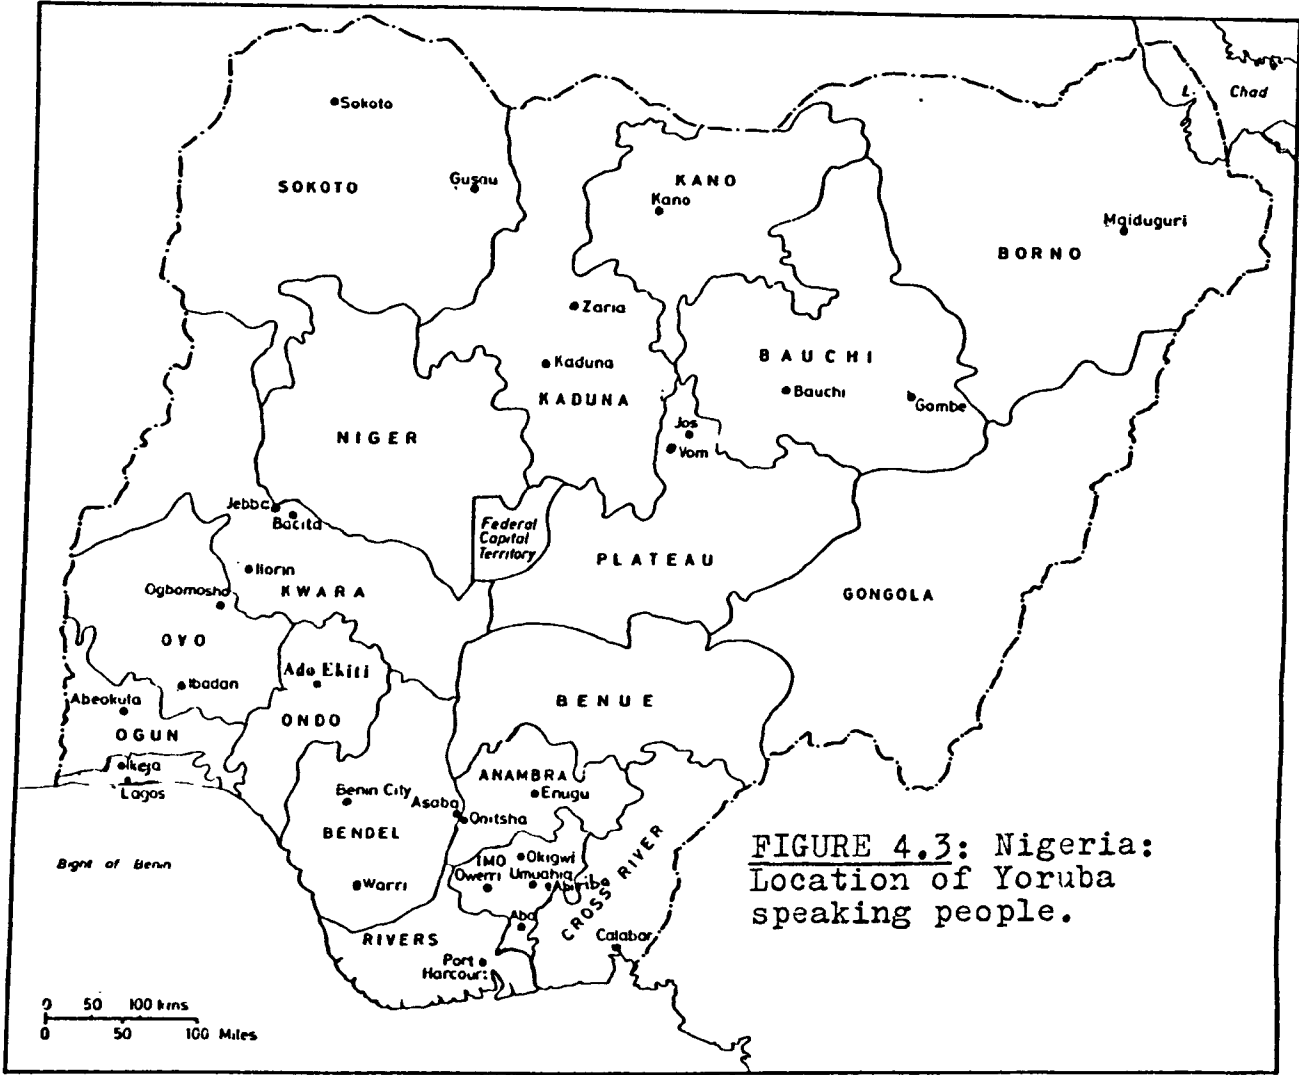 L. Chad
Sokoto
Gusau
SOKOTO
KANO
Kano
Maiduguri
BORNO
Zaria
Kaduna
KADUNA
BAUCHI
Bauchi
Gombe
Jos
Vom
NIGER
Jebba
Bacita
Federal
Capital
Territory
PLATEAU
Ilorin
KWARA
Ogbomosho
GONGOLA
OYO
Ado Ekiti
Ibadan
Abeokuta
BENUE
ONDO
OGUN
Ikeja
Lagos
ANAMBRA
Enugu
Benin City
Asaba
Onitsha
BENDEL
Bight of Benin
IMO
Okigwi
Owerri
Umuahia
Abiriba
Warri
CROSS RIVER
Aba
RIVERS
Calabar
Port
Harcourt
FIGURE 4.3: Nigeria:
Location of Yoruba
speaking people.
0 50 100 kms
0 50 100 Miles